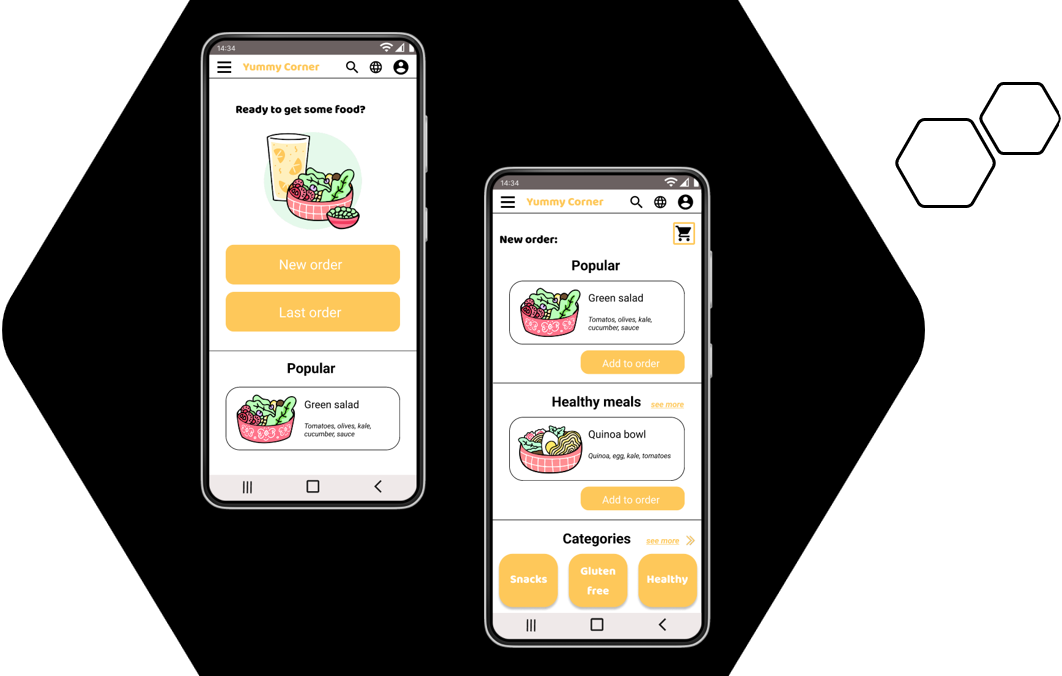 14:34
Yummy Corner
Ready to get some food?
New order
Last order
Popular
Green salad
Tomatoes, olives, kale,
cucumber, sauce
14:34
Yummy Corner
New order:
Popular
Green salad
Tomatos, olives, kale,
cucumber, sauce
Add to order
Healthy meals see more
Quinoa bowl
Quinoa, egg, kale, tomatoes
Add to order
Categories see more
Snacks
Gluten
free
Healthy